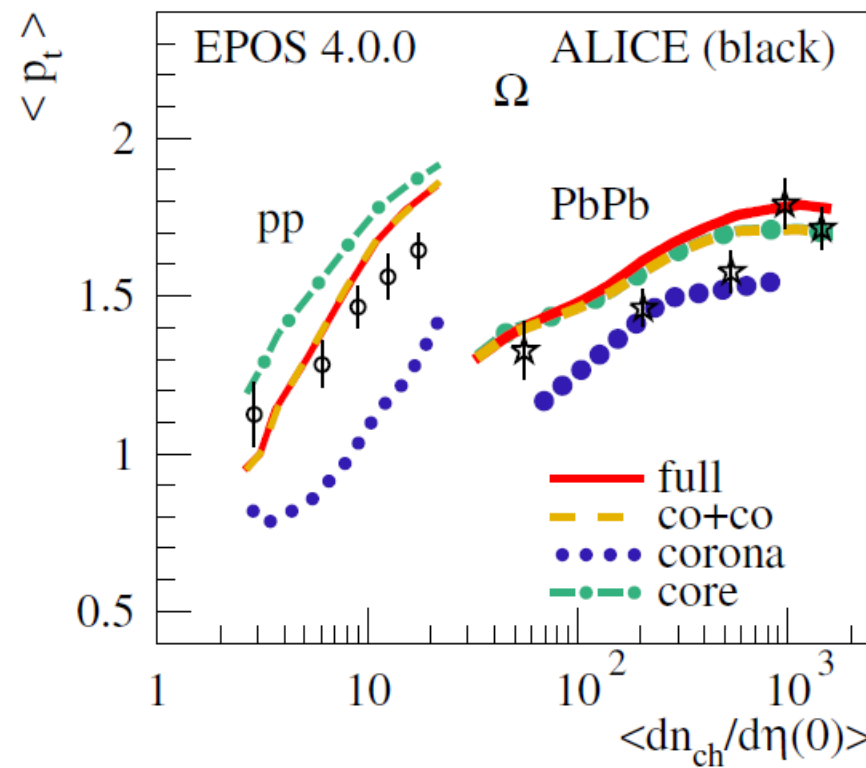 EPOS 4.0.0 ALICE (black)
Ω
pp PbPb
< p_t >
2
1.5
1
0.5
full
co+co
corona
core
1 10 10^2 10^3
<dn_ch/dη(0)>